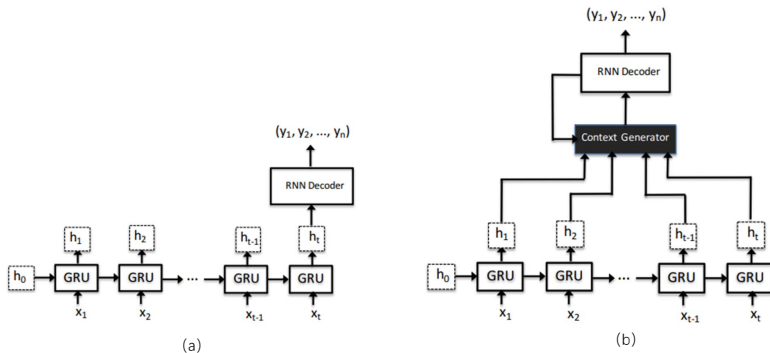 (y1, y2, ..., yn)
RNN Decoder
h1 h2 ht-1 ht
h0 GRU GRU ... GRU GRU
x1 x2 xt-1 xt
(a)
(y1, y2, ..., yn)
RNN Decoder
Context Generator
h1 h2 ht-1 ht
h0 GRU GRU ... GRU GRU
x1 x2 xt-1 xt
(b)